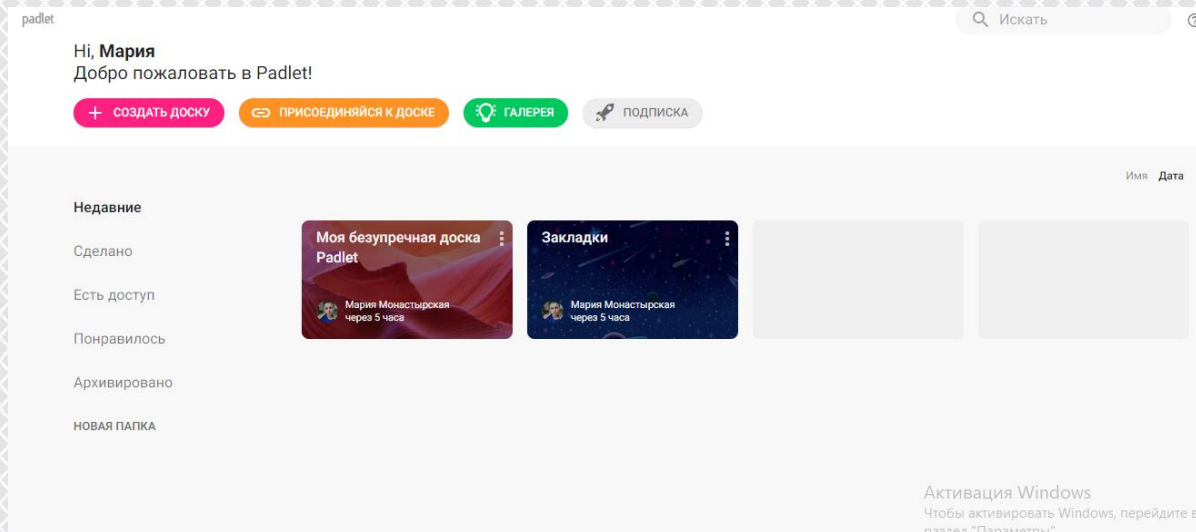 padlet
Искать
Hi, Мария
Добро пожаловать в Padlet!
СОЗДАТЬ ДОСКУ
ПРИСОЕДИНЯЙСЯ К ДОСКЕ
ГАЛЕРЕЯ
ПОДПИСКА
Имя Дата
Недавние
Сделано
Есть доступ
Понравилось
Архивировано
НОВАЯ ПАПКА
Моя безупречная доска
Padlet
Мария Монастырская
через 5 часа
Закладки
Мария Монастырская
через 5 часа
Активация Windows
Чтобы активировать Windows, перейдите в
раздел "Параметры"